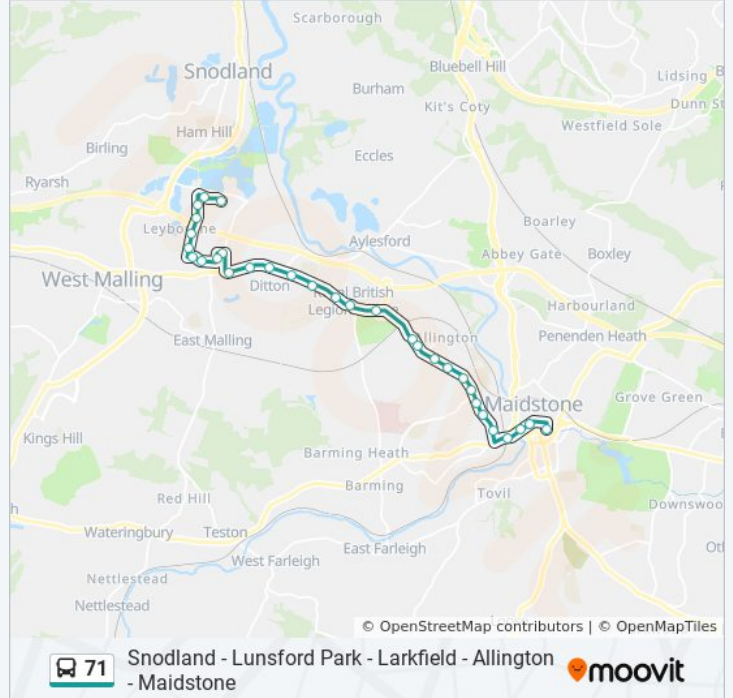 Scarborough
Snodland
Bluebell Hill
Lidsing
Burham
Kit's Coty
Dunn St
Westfield Sole
Ham Hill
Birling
Eccles
Ryarsh
Leybourne
Boarley
Aylesford
Abbey Gate
Boxley
West Malling
Ditton
Royal British
Legion
Harbourland
Allington
Penenden Heath
East Malling
Maidstone
Grove Green
Kings Hill
Barming Heath
Barming
Tovil
Red Hill
Downswoo
Wateringbury
Teston
East Farleigh
West Farleigh
Nettlestead
Nettlestead
© OpenStreetMap contributors | © OpenMapTiles
71
Snodland - Lunsford Park - Larkfield - Allington
- Maidstone
moovit